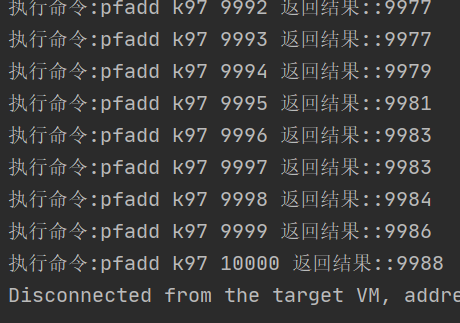 执行命令:pfadd k97 9992 返回结果::9977
执行命令:pfadd k97 9993 返回结果::9977
执行命令:pfadd k97 9994 返回结果::9979
执行命令:pfadd k97 9995 返回结果::9981
执行命令:pfadd k97 9996 返回结果::9983
执行命令:pfadd k97 9997 返回结果::9983
执行命令:pfadd k97 9998 返回结果::9984
执行命令:pfadd k97 9999 返回结果::9986
执行命令:pfadd k97 10000 返回结果::9988
Disconnected from the target VM, addre